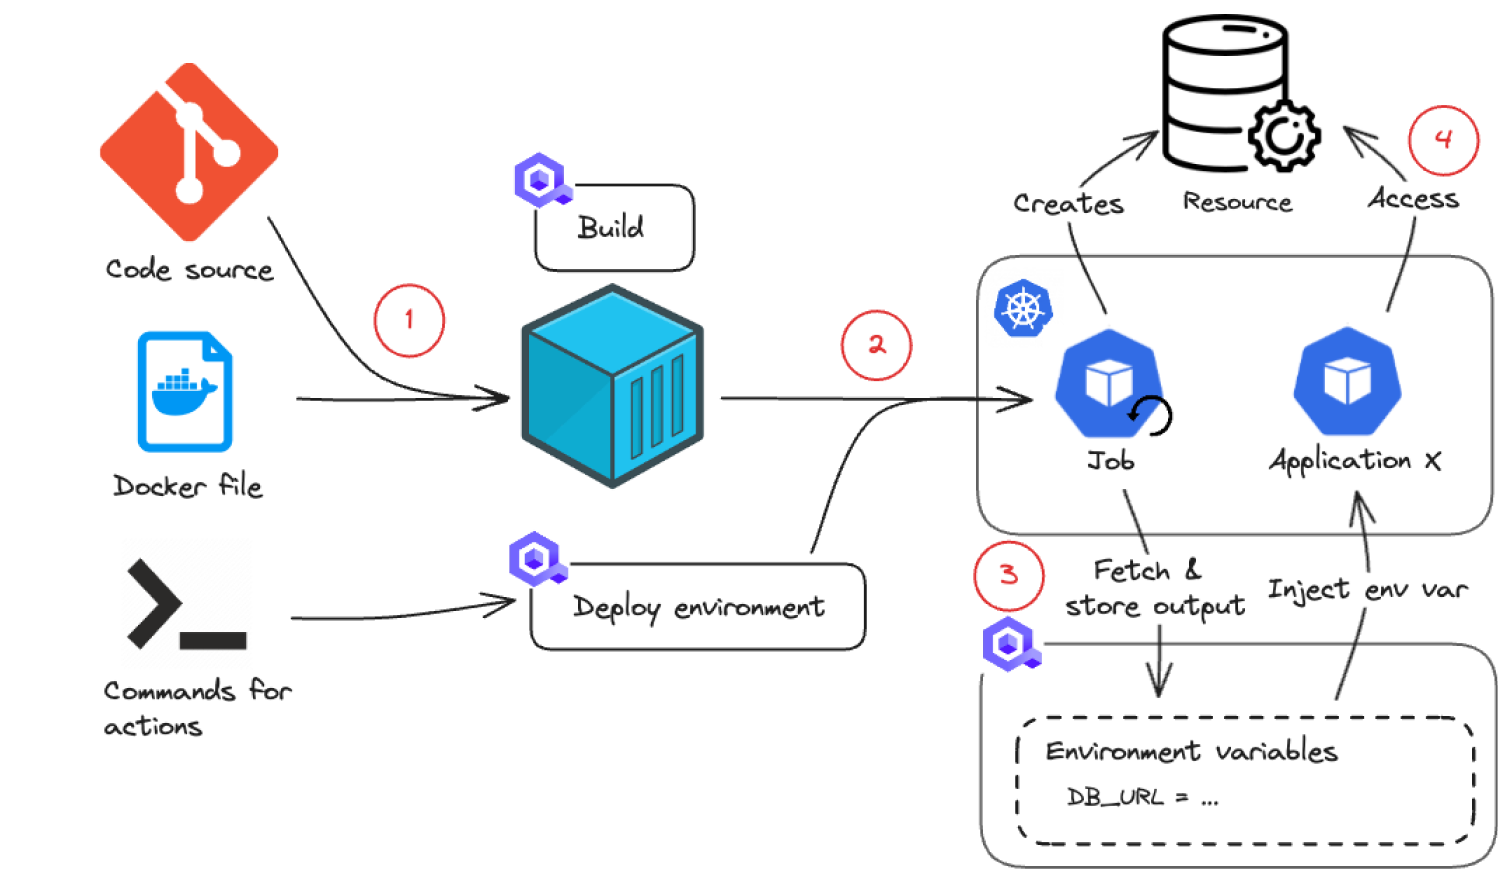 Code source
Docker file
Commands for
actions
1
Build
Deploy environment
2
Creates
Resource
Access
4
Job
Application X
3
Fetch &
store output
Inject env var
Environment variables
DB_URL = ...